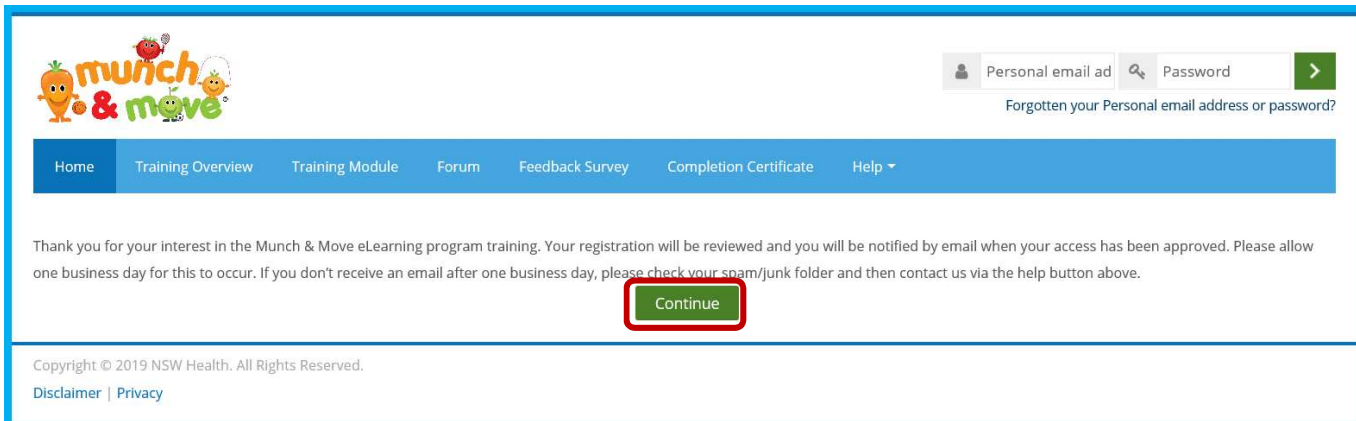 munch
& move
Personal email ad
Password
Forgotten your Personal email address or password?
Home Training Overview Training Module Forum Feedback Survey Completion Certificate Help
Thank you for your interest in the Munch & Move eLearning program training. Your registration will be reviewed and you will be notified by email when your access has been approved. Please allow
one business day for this to occur. If you don't receive an email after one business day, please check your spam/junk folder and then contact us via the help button above.
Continue
Copyright © 2019 NSW Health. All Rights Reserved.
Disclaimer | Privacy